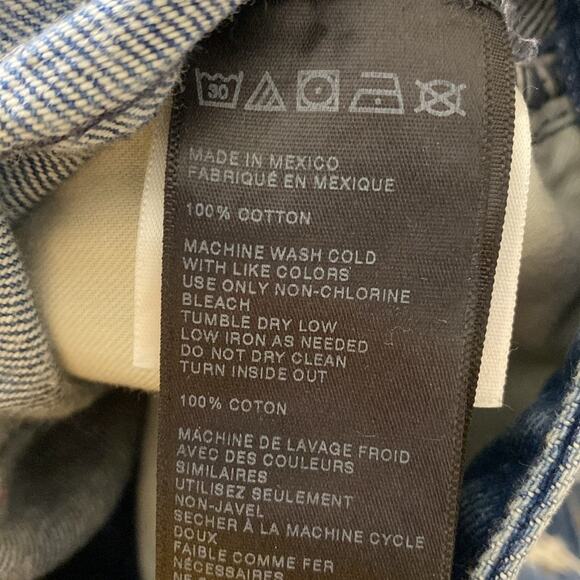 30
MADE IN MEXICO
FABRIQUÉ EN MEXIQUE
100% COTTON
MACHINE WASH COLD
WITH LIKE COLORS
USE ONLY NON-CHLORINE
BLEACH
TUMBLE DRY LOW
LOW IRON AS NEEDED
DO NOT DRY CLEAN
TURN INSIDE OUT
100% COTON
MACHINE DE LAVAGE FROID
AVEC DES COULEURS
SIMILAIRES
UTILISEZ SEULEMENT
NON-JAVEL
SECHER À LA MACHINE CYCLE
DOUX
FAIBLE COMME FER
NÉCESSAIRES